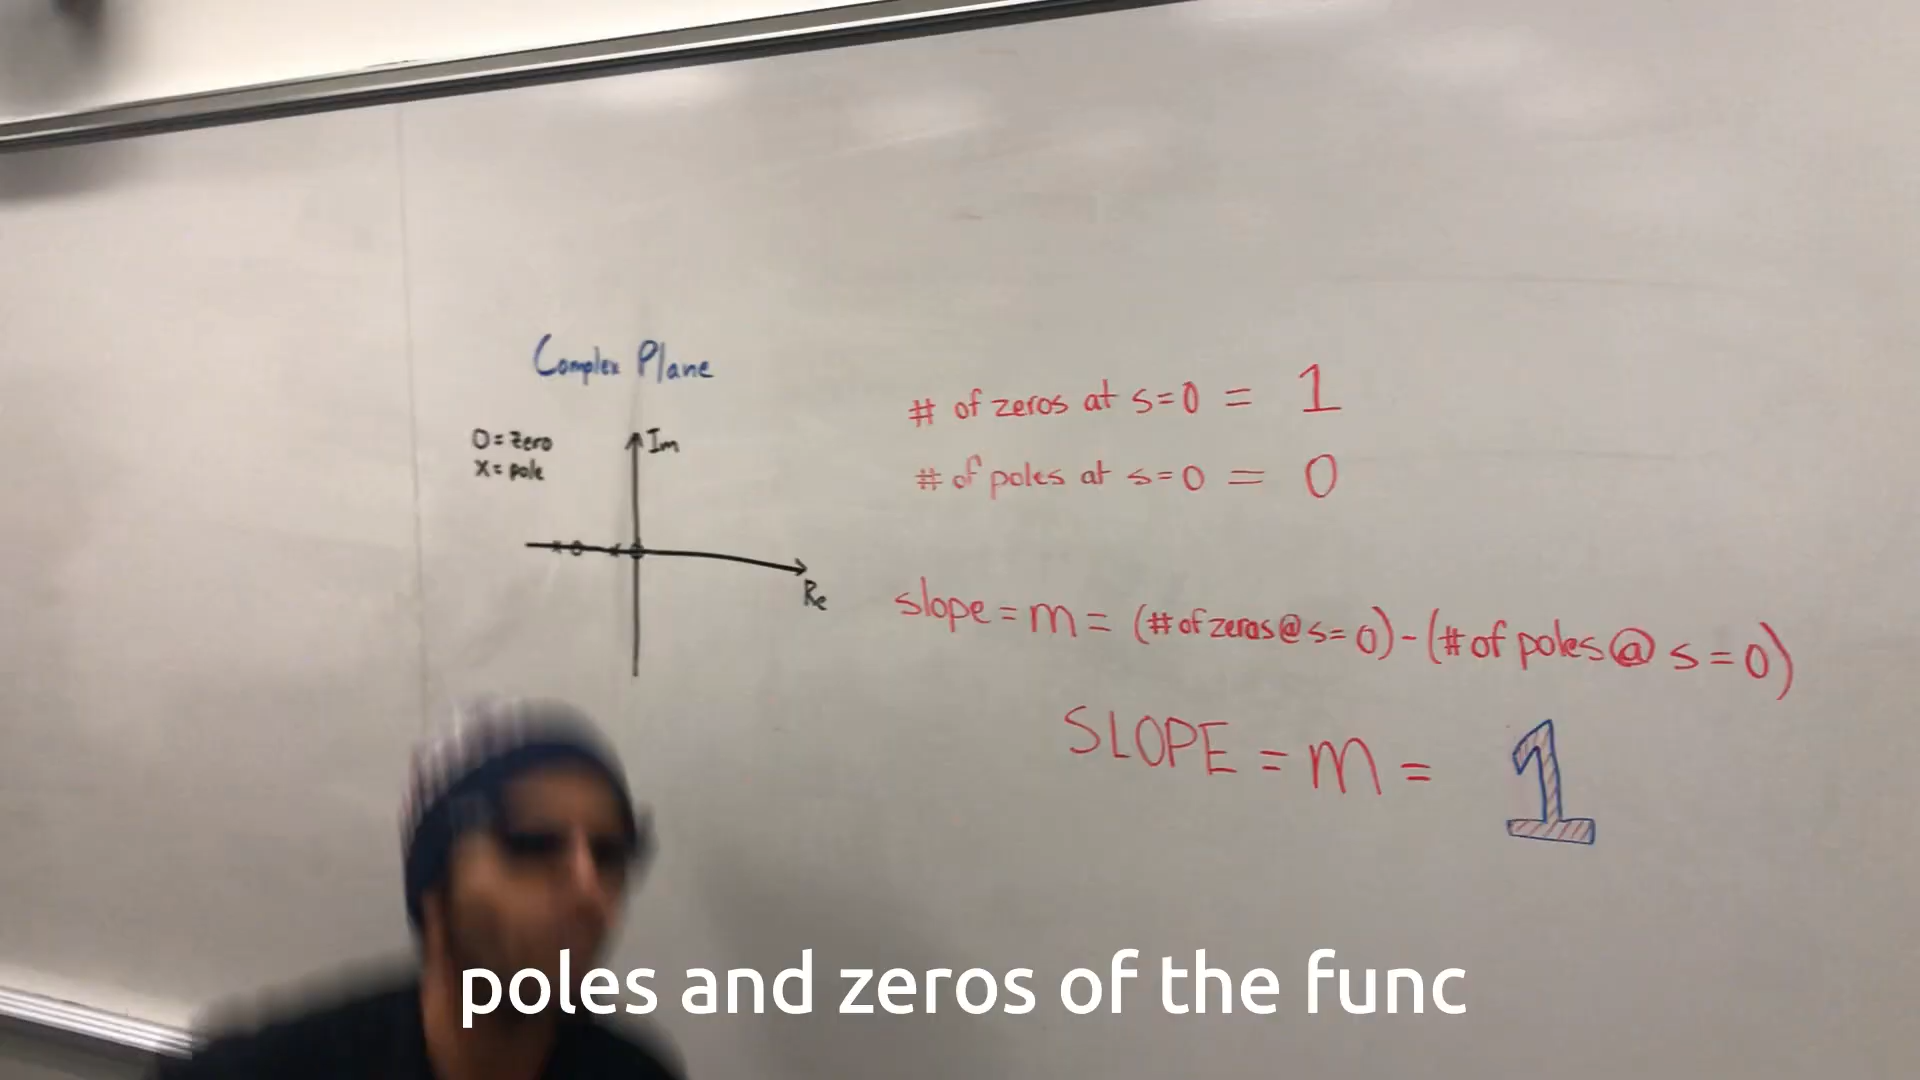 Complex Plane
O = zero
X = pole
Im
Re
# of zeros at s=0 = 1
# of poles at s=0 = 0
slope = m = (# of zeros @ s=0) - (# of poles @ s=0)
SLOPE = m = 1
poles and zeros of the func